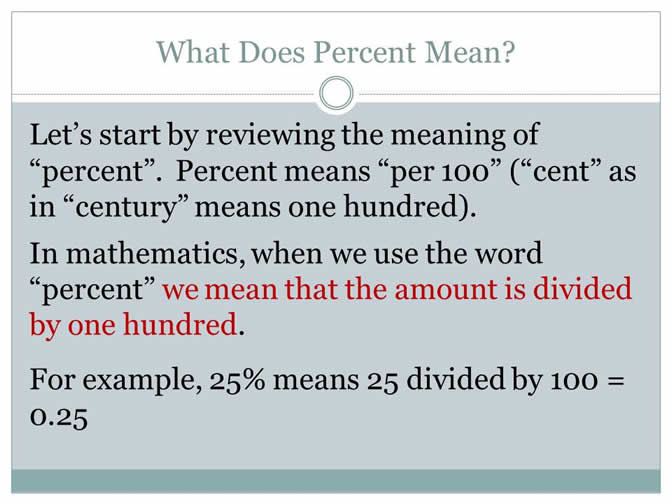 What Does Percent Mean?
Let’s start by reviewing the meaning of
“percent”.  Percent means “per 100” (“cent” as
in “century” means one hundred).
In mathematics, when we use the word
“percent” we mean that the amount is divided
by one hundred.
For example, 25% means 25 divided by 100 =
0.25